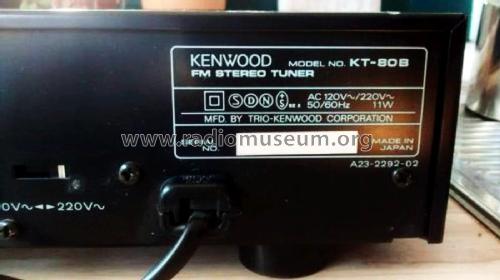 KENWOOD MODEL NO. KT-80B
FM STEREO TUNER
S D N S AC 120V~/220V~
50/60Hz 11W
MFD. BY TRIO-KENWOOD CORPORATION
www.radiomuseum.org
SERIAL NO. MADE IN JAPAN
A23-2292-02
0V~ ◄►220V~